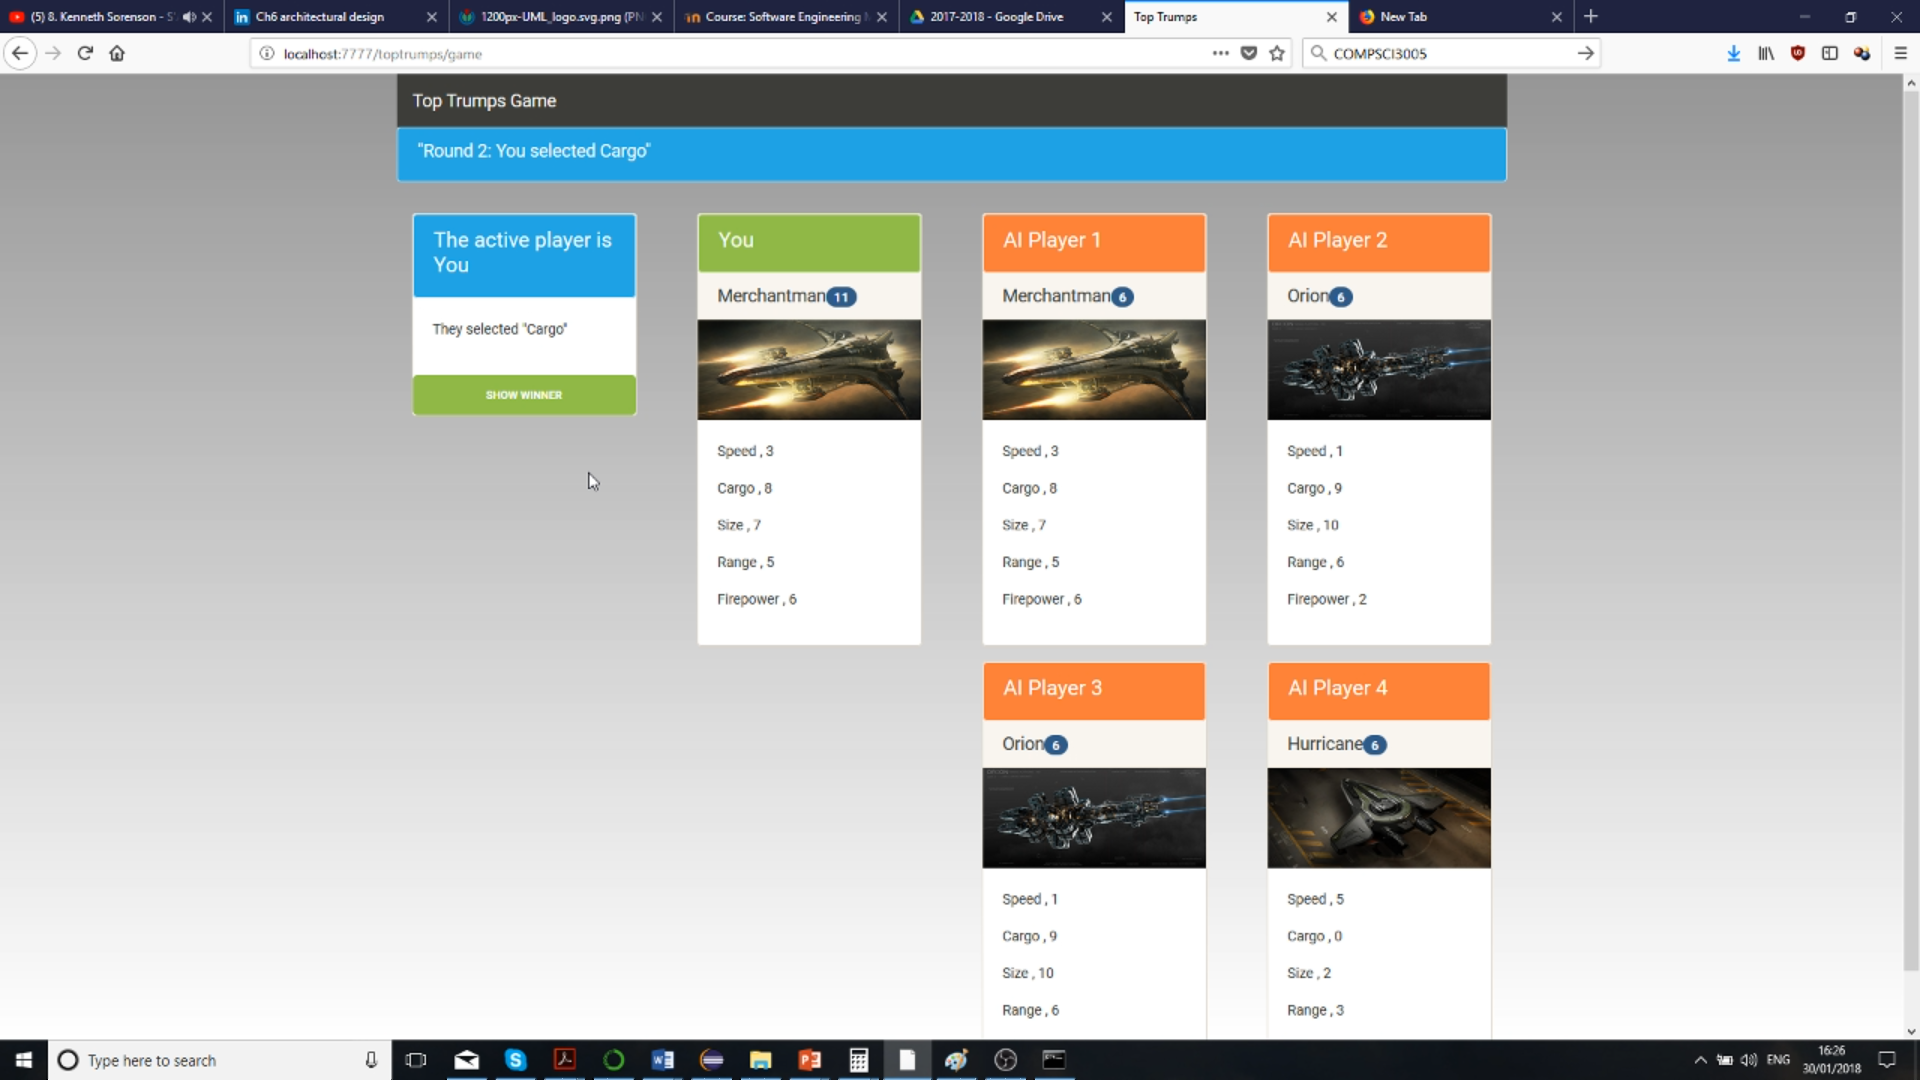 (5) 8. Kenneth Sorenson - S
Ch6 architectural design
1200px-UML_logo.svg.png (PN
Course: Software Engineering
2017-2018 - Google Drive
Top Trumps
New Tab
localhost:7777/toptrumps/game
COMPSCI3005
Top Trumps Game
"Round 2: You selected Cargo"
The active player is
You
They selected "Cargo"
SHOW WINNER
You
Merchantman 11
Speed , 3
Cargo , 8
Size , 7
Range , 5
Firepower , 6
AI Player 1
Merchantman 6
Speed , 3
Cargo , 8
Size , 7
Range , 5
Firepower , 6
AI Player 2
Orion 6
Speed , 1
Cargo , 9
Size , 10
Range , 6
Firepower , 2
AI Player 3
Orion 6
Speed , 1
Cargo , 9
Size , 10
Range , 6
AI Player 4
Hurricane 6
Speed , 5
Cargo , 0
Size , 2
Range , 3
Type here to search
ENG
16:26
30/01/2018